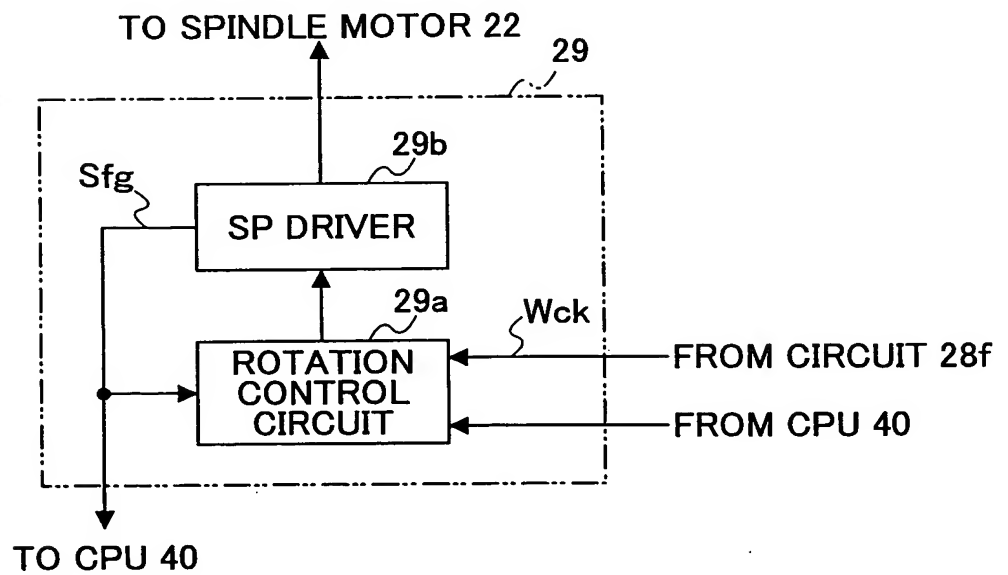 TO SPINDLE MOTOR 22
29
29b
Sfg
SP DRIVER
29a
Wck
ROTATION
CONTROL
CIRCUIT
FROM CIRCUIT 28f
FROM CPU 40
TO CPU 40